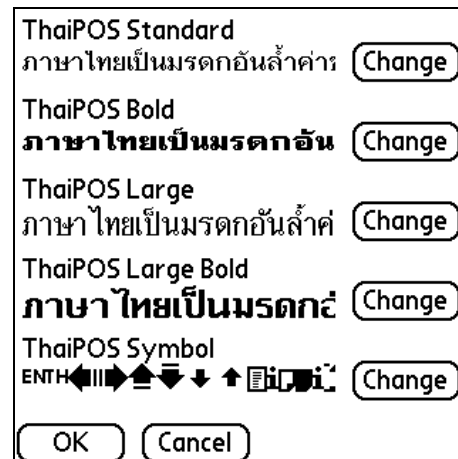 ThaiPOS Standard
ภาษาไทยเป็นมรดกอันล้ำค่าร
Change
ThaiPOS Bold
ภาษาไทยเป็นมรดกอัน
Change
ThaiPOS Large
ภาษาไทยเป็นมรดกอันล้ำค่
Change
ThaiPOS Large Bold
ภาษาไทยเป็นมรดก
Change
ThaiPOS Symbol
ENTH
Change
OK
Cancel